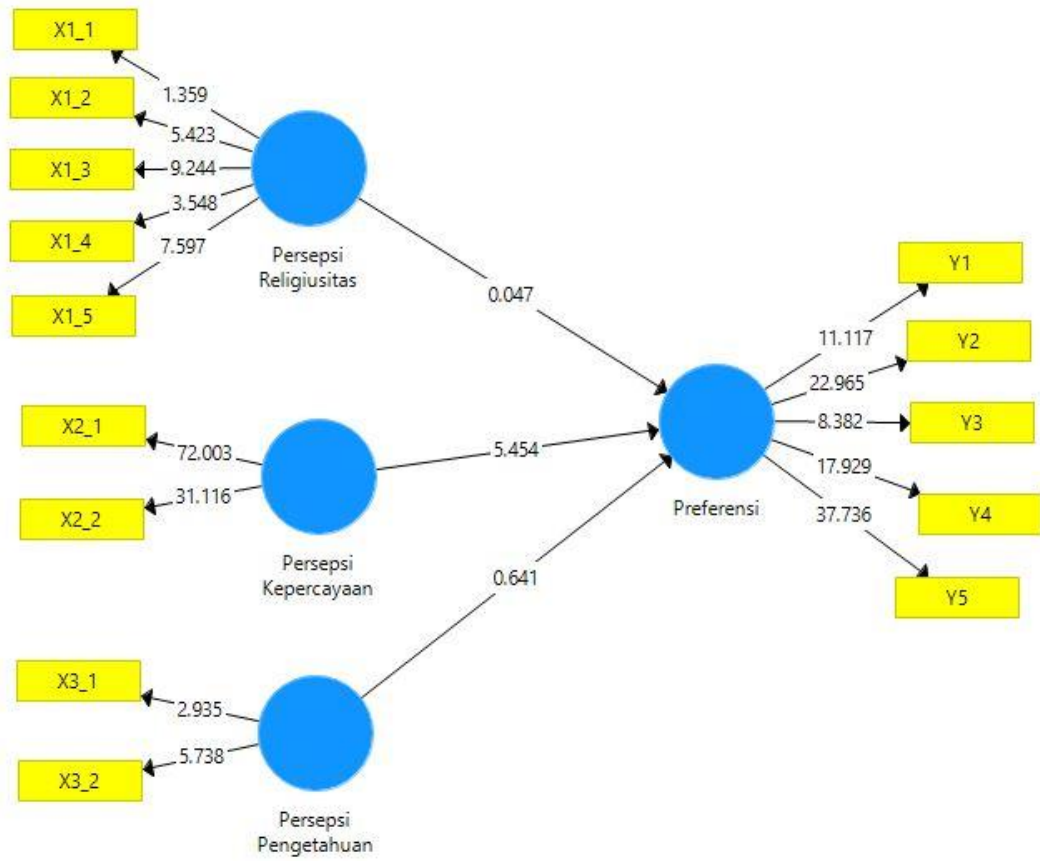 X1_1
1.359
X1_2
5.423
X1_3
9.244
X1_4
3.548
X1_5
7.597
Persepsi
Religiusitas
0.047
X2_1
72.003
X2_2
31.116
Persepsi
Kepercayaan
5.454
X3_1
2.935
X3_2
5.738
Persepsi
Pengetahuan
0.641
Preferensi
Y1
11.117
Y2
22.965
Y3
8.382
Y4
17.929
Y5
37.736